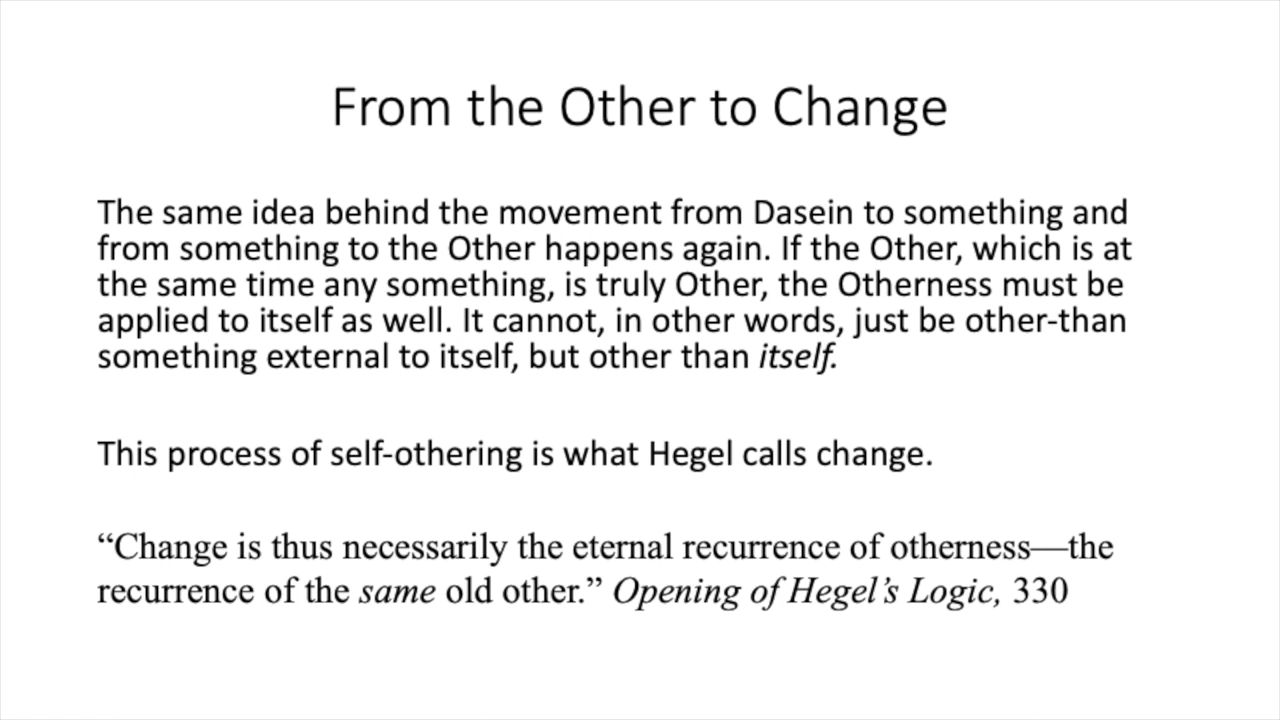 From the Other to Change
The same idea behind the movement from Dasein to something and
from something to the Other happens again. If the Other, which is at
the same time any something, is truly Other, the Otherness must be
applied to itself as well. It cannot, in other words, just be other-than
something external to itself, but other than itself.
This process of self-othering is what Hegel calls change.
“Change is thus necessarily the eternal recurrence of otherness—the
recurrence of the same old other.” Opening of Hegel’s Logic, 330